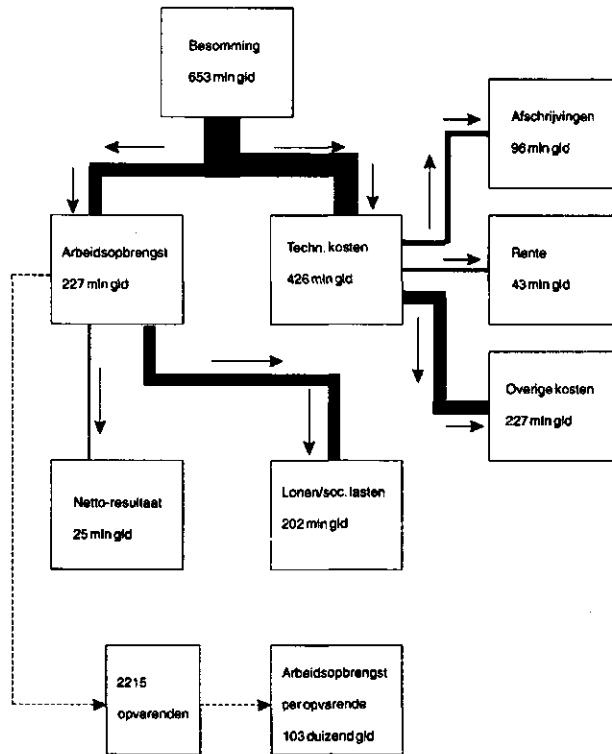 Besomming
653 mln gld
Afschrijvingen
96 mln gld
Arbeidsopbrengst
227 mln gld
Techn. kosten
426 mln gld
Rente
43 mln gld
Overige kosten
227 mln gld
Netto-resultaat
25 mln gld
Lonen/soc. lasten
202 mln gld
2215
opvarenden
Arbeidsopbrengst
per opvarende
103 duizend gld